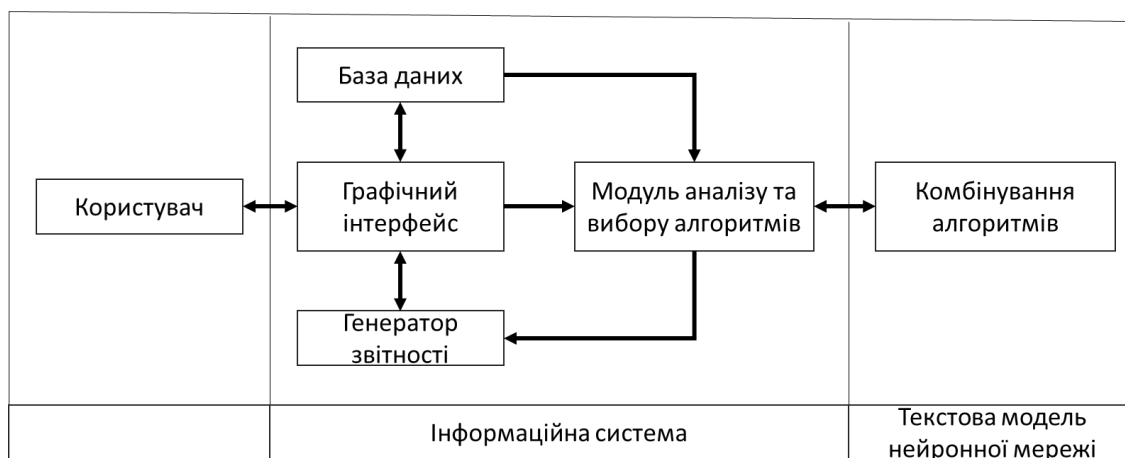 База даних
Користувач
Графічний
інтерфейс
Модуль аналізу та
вибору алгоритмів
Комбінування
алгоритмів
Генератор
звітності
Інформаційна система
Текстова модель
нейронної мережі